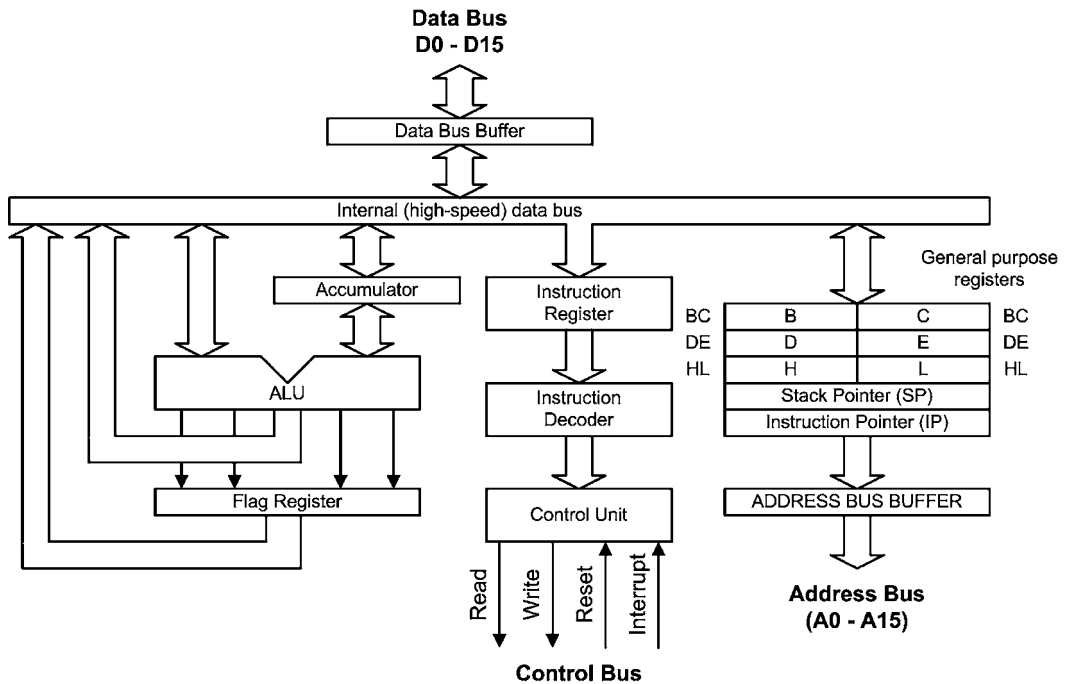 Data Bus
D0 - D15
Data Bus Buffer
Internal (high-speed) data bus
General purpose
registers
Accumulator
Instruction
Register
BC
B
C
BC
DE
D
E
DE
HL
H
L
HL
ALU
Instruction
Decoder
Stack Pointer (SP)
Instruction Pointer (IP)
Flag Register
Control Unit
ADDRESS BUS BUFFER
Read
Write
Reset
Interrupt
Address Bus
(A0 - A15)
Control Bus